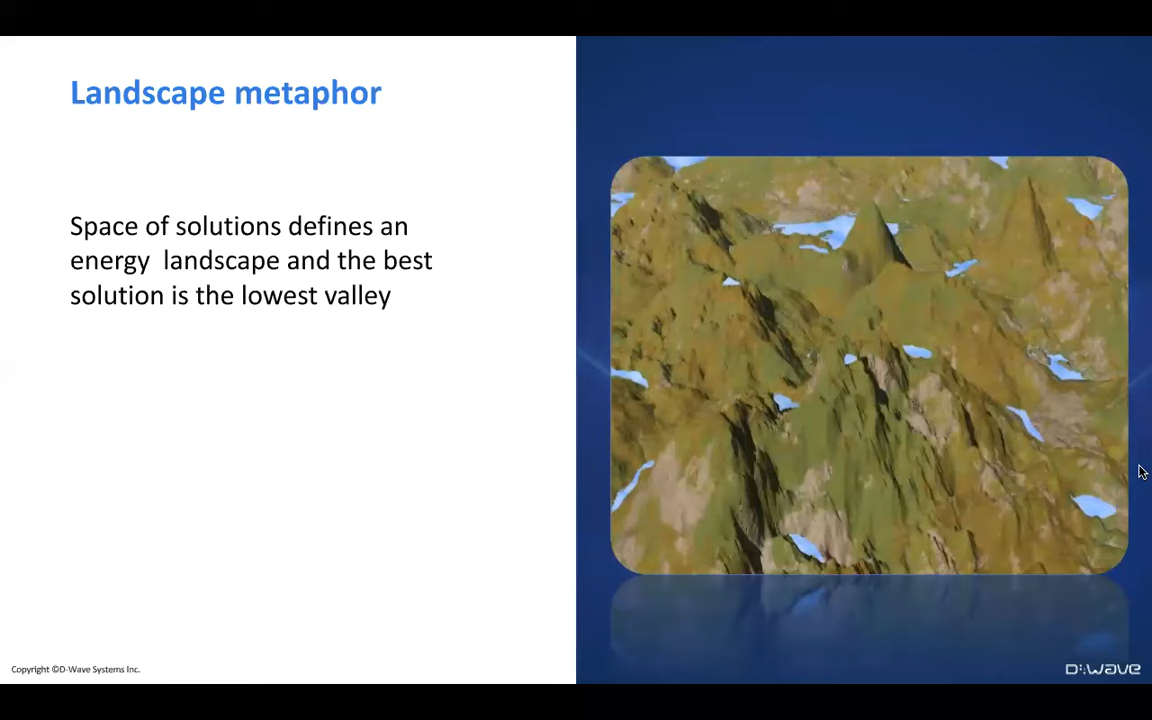 Landscape metaphor
Space of solutions defines an
energy  landscape and the best
solution is the lowest valley
Copyright ©D-Wave Systems Inc.
D:wave